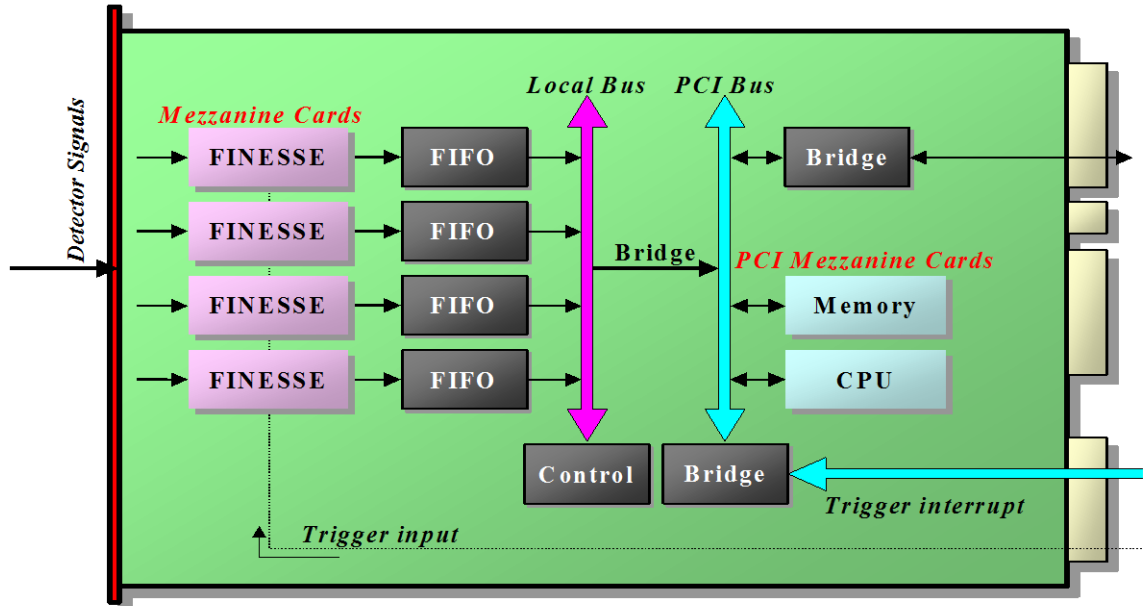 Detector Signals
Mezzanine Cards
Local Bus
PCI Bus
FINESSE
FIFO
Bridge
FINESSE
FIFO
Bridge
PCI Mezzanine Cards
FINESSE
FIFO
Memory
FINESSE
FIFO
CPU
Control
Bridge
Trigger interrupt
Trigger input